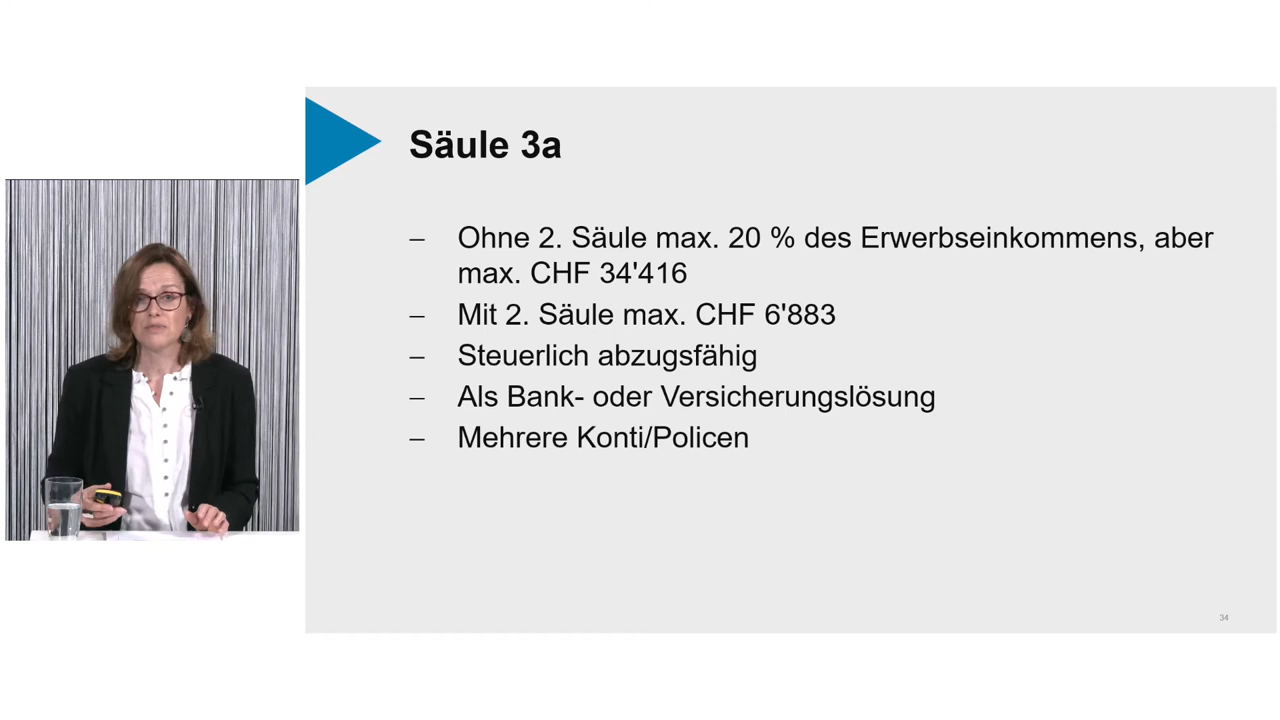 Säule 3a
– Ohne 2. Säule max. 20 % des Erwerbseinkommens, aber
max. CHF 34'416
– Mit 2. Säule max. CHF 6'883
– Steuerlich abzugsfähig
– Als Bank- oder Versicherungslösung
– Mehrere Konti/Policen
34